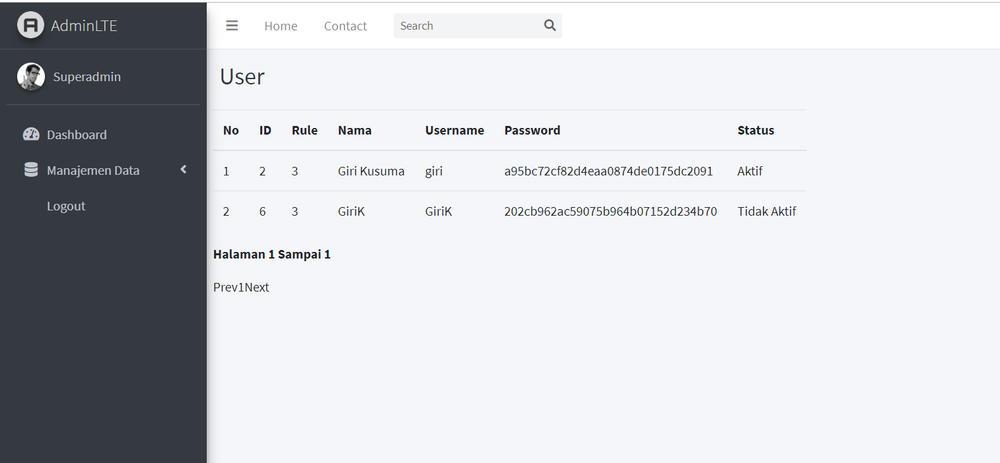 AdminLTE
Home Contact Search
Superadmin
Dashboard
Manajemen Data
Logout
User
No ID Rule Nama Username Password Status
1 2 3 Giri Kusuma giri a95bc72cf82d4eaa0874de0175dc2091 Aktif
2 6 3 GiriK GiriK 202cb962ac59075b964b07152d234b70 Tidak Aktif
Halaman 1 Sampai 1
Prev1Next